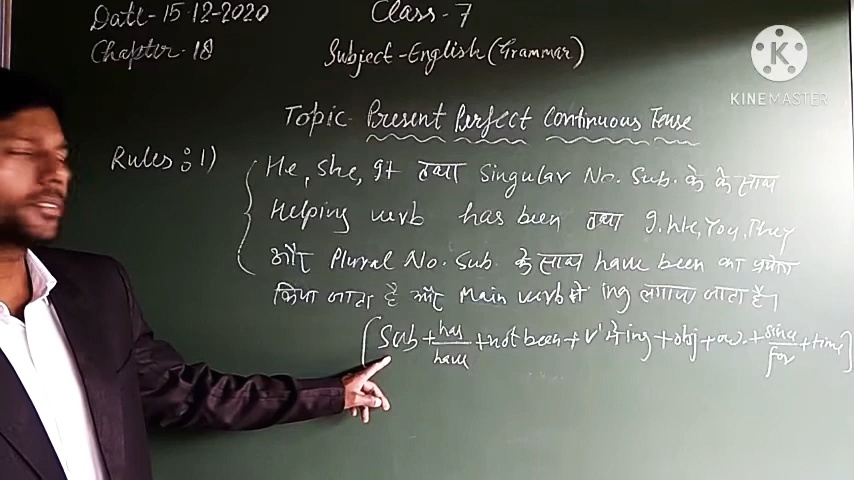 Date-15-12-2020 Class-7
Chapter-18 Subject-English(Grammar)
KINEMASTER
Topic- Present Perfect Continuous Tense
Rules : 1) He, She, It तथा Singular No. Sub. के के साथ
Helping verb has been तथा I, We, You, They
और Plural No. Sub. के साथ have been का प्रयोग
किया जाता है और Main verb में ing लगाया जाता है।
(Sub + has/have + not been + V¹ में ing + obj + o.w. + since/for + time)